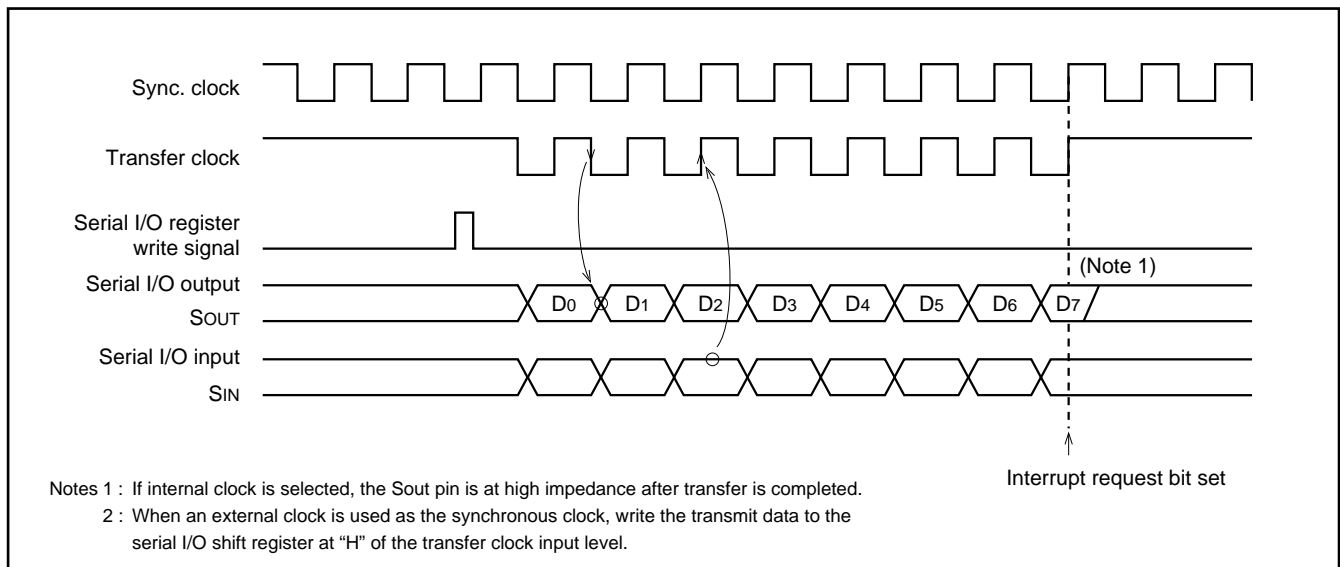 Sync. clock
Transfer clock
Serial I/O register
write signal
(Note 1)
Serial I/O output
SOUT
D0 D1 D2 D3 D4 D5 D6 D7
Serial I/O input
SIN
Interrupt request bit set
Notes 1 : If internal clock is selected, the Sout pin is at high impedance after transfer is completed.
2 : When an external clock is used as the synchronous clock, write the transmit data to the
serial I/O shift register at “H” of the transfer clock input level.